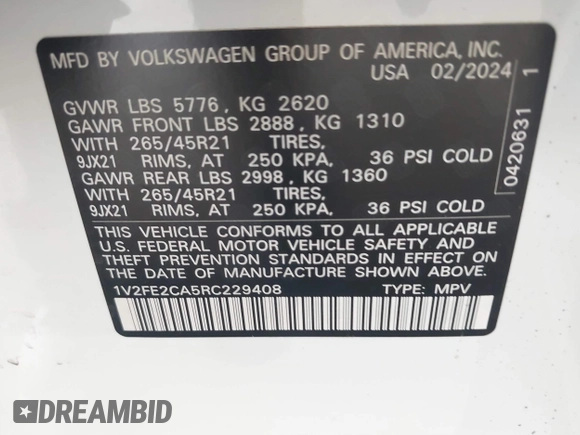 MFD BY VOLKSWAGEN GROUP OF AMERICA, INC.
USA 02/2024
GVWR LBS 5776, KG 2620
GAWR FRONT LBS 2888, KG 1310
WITH 265/45R21 TIRES,
9JX21 RIMS, AT 250 KPA, 36 PSI COLD
GAWR REAR LBS 2998, KG 1360
WITH 265/45R21 TIRES,
9JX21 RIMS, AT 250 KPA, 36 PSI COLD
THIS VEHICLE CONFORMS TO ALL APPLICABLE
U.S. FEDERAL MOTOR VEHICLE SAFETY AND
THEFT PREVENTION STANDARDS IN EFFECT ON
THE DATE OF MANUFACTURE SHOWN ABOVE.
1V2FE2CA5RC229408 TYPE: MPV
0420631 1
DREAMBID